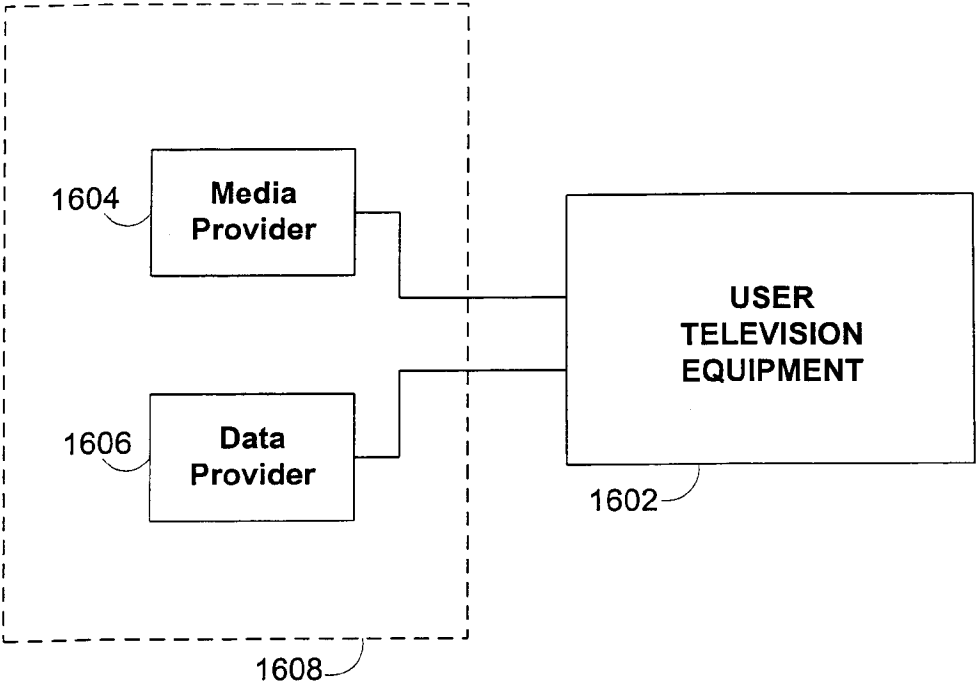 1604
Media
Provider
USER
TELEVISION
EQUIPMENT
1606
Data
Provider
1602
1608